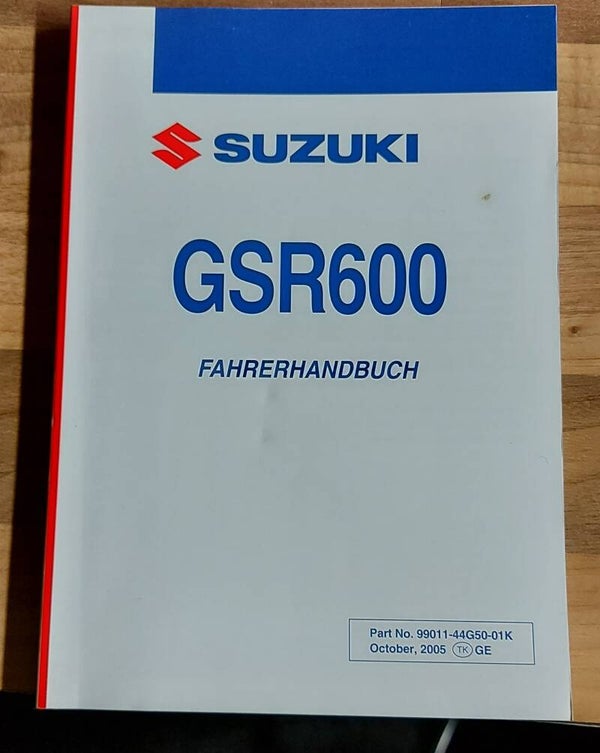 SUZUKI
GSR600
FAHRERHANDBUCH
Part No. 99011-44G50-01K
October, 2005 TK GE